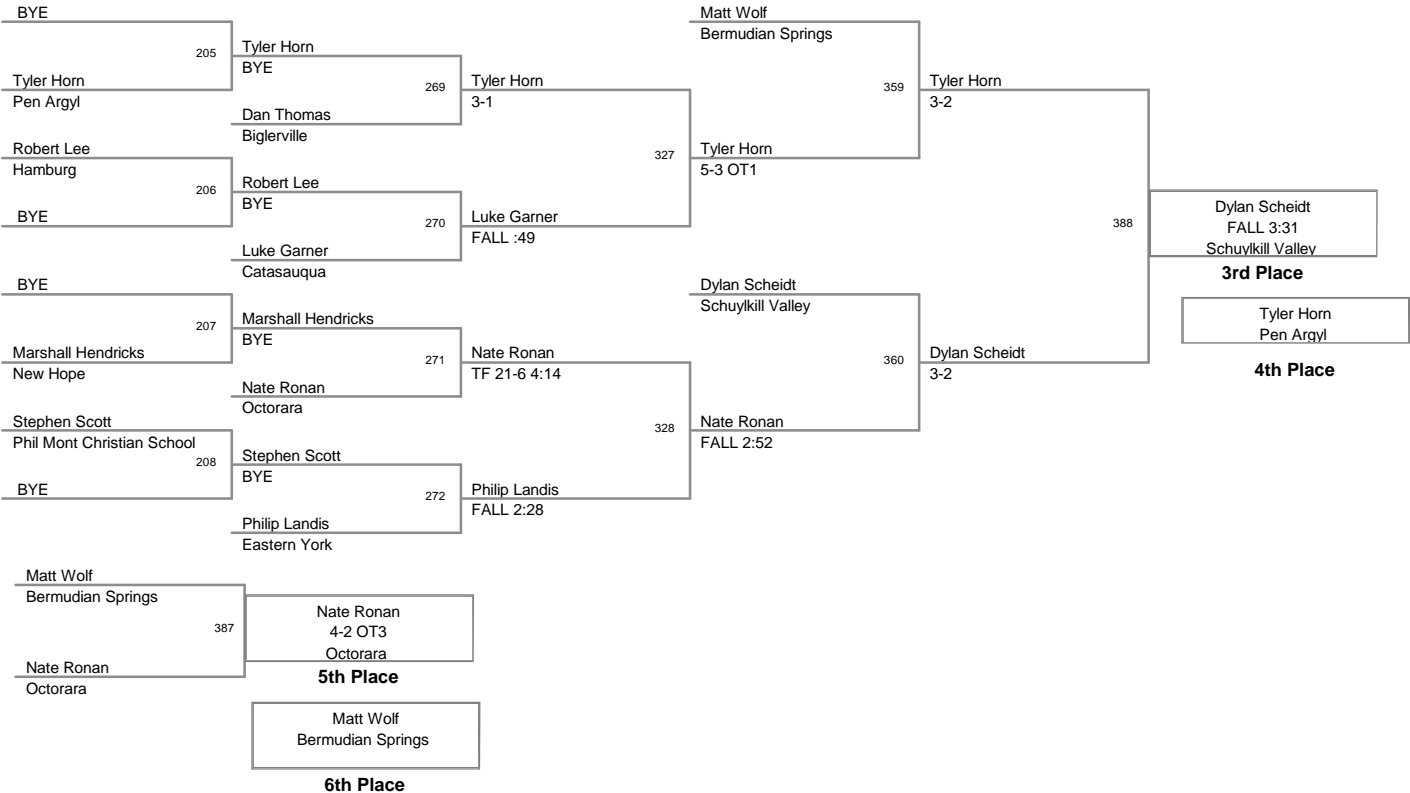 BYE
205
Tyler Horn
Pen Argyl
Robert Lee
Hamburg
206
BYE
BYE
207
Marshall Hendricks
New Hope
Stephen Scott
Phil Mont Christian School
208
BYE
Tyler Horn
BYE
269
Dan Thomas
Biglerville
Robert Lee
BYE
270
Luke Garner
Catasauqua
Marshall Hendricks
BYE
271
Nate Ronan
Octorara
Stephen Scott
BYE
272
Philip Landis
Eastern York
Tyler Horn
3-1
327
Luke Garner
FALL :49
Nate Ronan
TF 21-6 4:14
328
Philip Landis
FALL 2:28
Matt Wolf
Bermudian Springs
359
Tyler Horn
5-3 OT1
Dylan Scheidt
Schuylkill Valley
360
Nate Ronan
FALL 2:52
Tyler Horn
3-2
388
Dylan Scheidt
3-2
Dylan Scheidt
FALL 3:31
Schuylkill Valley
3rd Place
Tyler Horn
Pen Argyl
4th Place
Matt Wolf
Bermudian Springs
387
Nate Ronan
Octorara
Nate Ronan
4-2 OT3
Octorara
5th Place
Matt Wolf
Bermudian Springs
6th Place